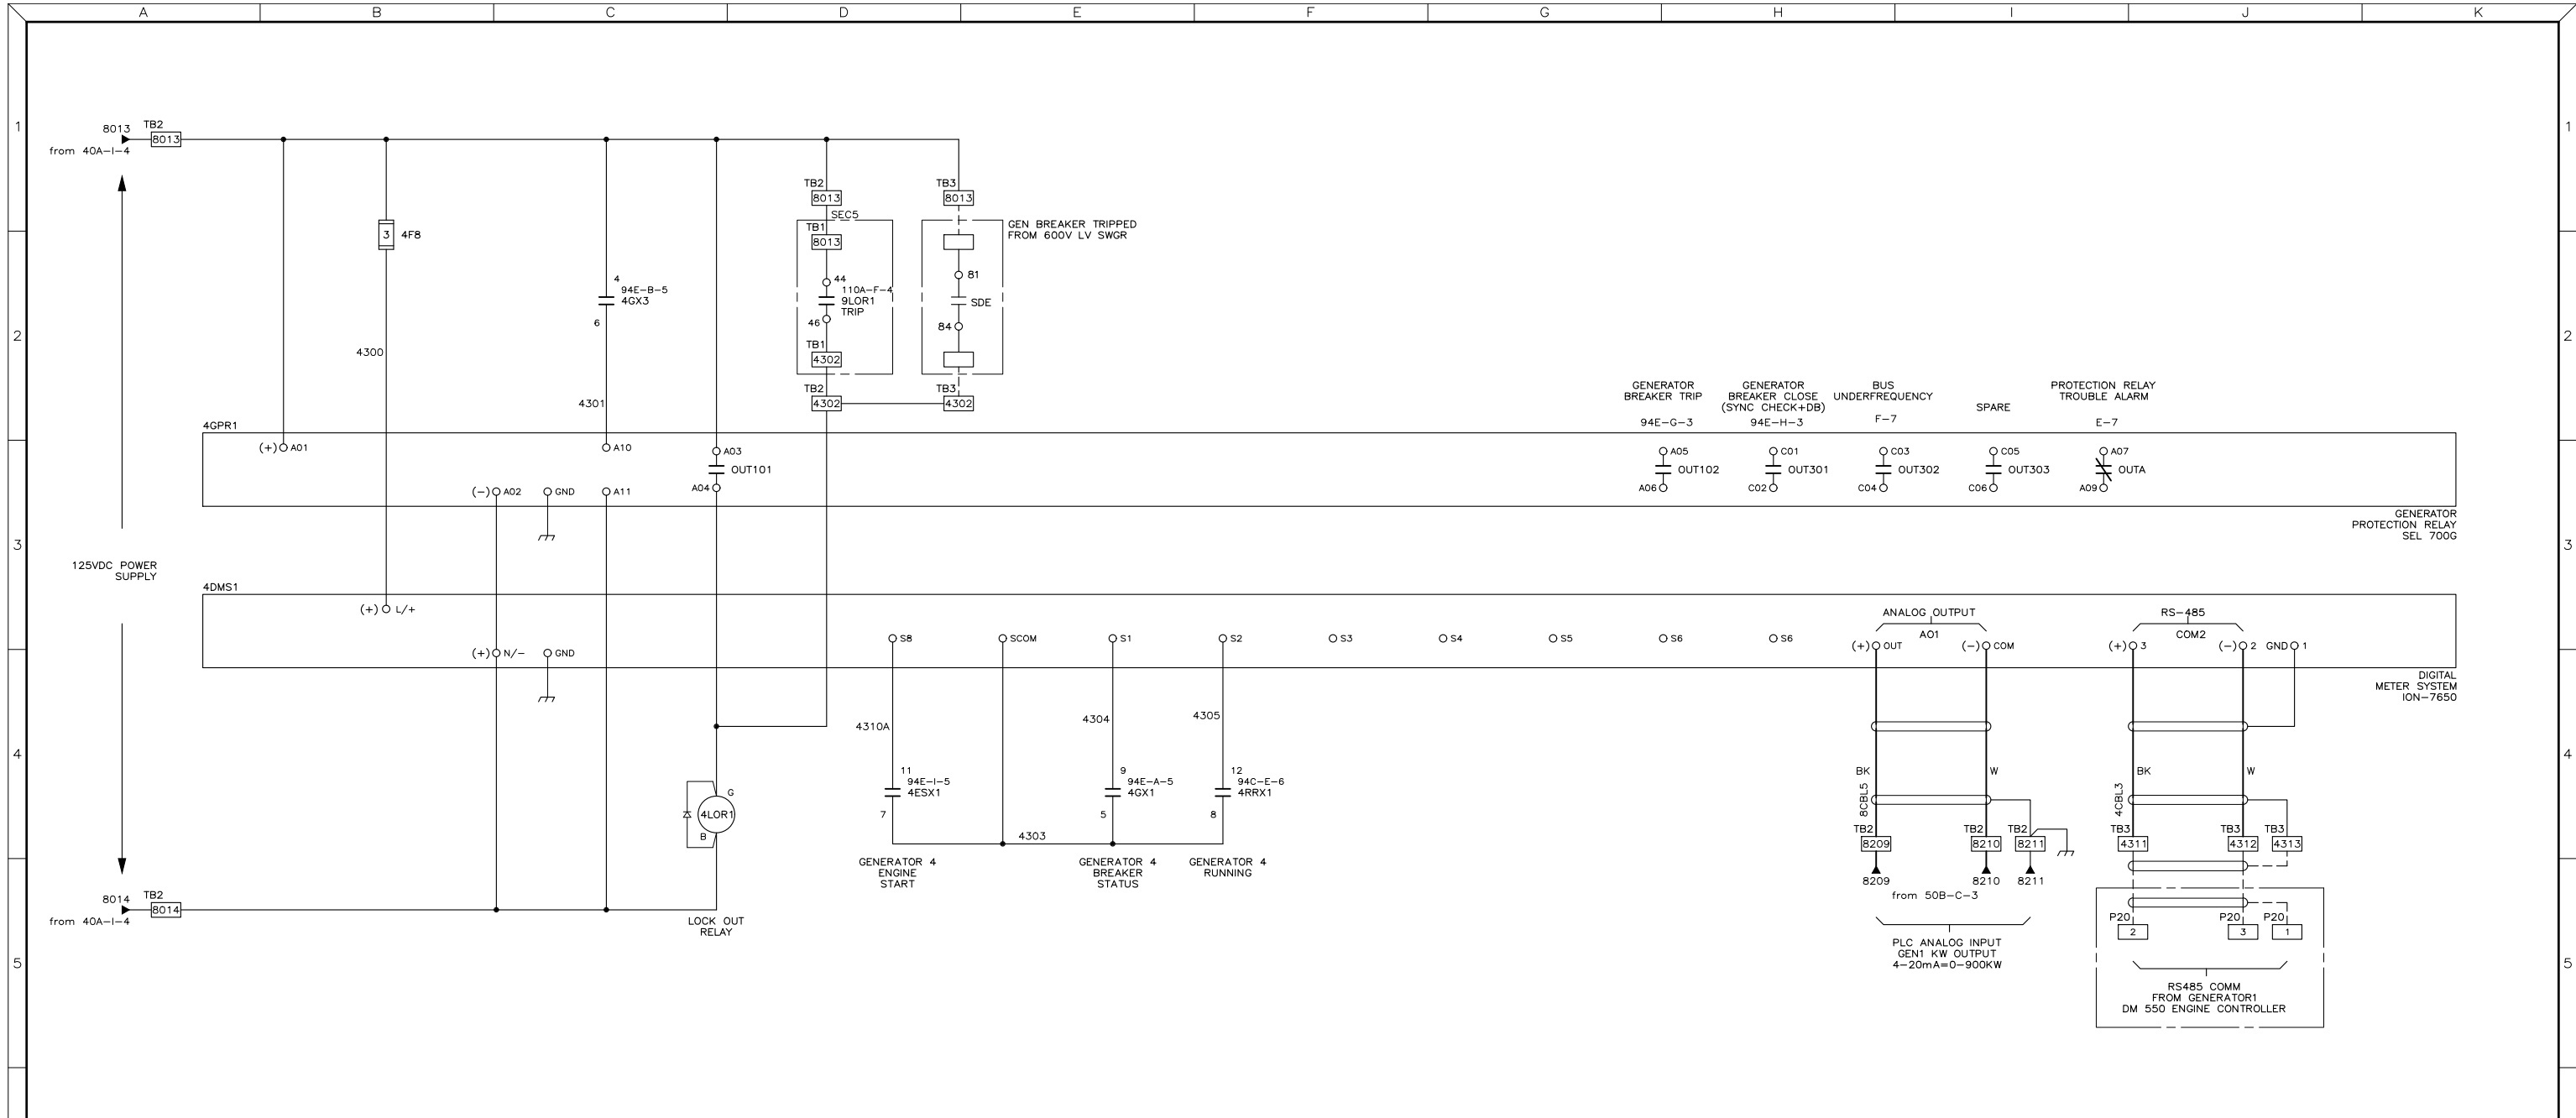 A B C D E F G H I J K
1 1
8013 TB2
8013
from 40A-I-4
TB2
8013
TB3
8013
SEC5
TB1
8013
GEN BREAKER TRIPPED
FROM 600V LV SWGR
3 4F8
44
110A-F-4
9LOR1
TRIP
46
81
SDE
84
4
94E-B-5
4GX3
6
2 2
4300
TB1
4302
4301
TB2
4302
TB3
4302
GENERATOR
BREAKER TRIP
94E-G-3
GENERATOR
BREAKER CLOSE
(SYNC CHECK+DB)
94E-H-3
BUS
UNDERFREQUENCY
F-7
SPARE
PROTECTION RELAY
TROUBLE ALARM
E-7
4GPR1
(+) A01
A10
A03
OUT101
A04
(-) A02
GND
A11
A05
OUT102
A06
C01
OUT301
C02
C03
OUT302
C04
C05
OUT303
C06
A07
OUTA
A09
GENERATOR
PROTECTION RELAY
SEL 700G
3 3
125VDC POWER
SUPPLY
4DMS1
(+) L/+
(+) N/-
GND
S8
SCOM
S1
S2
S3
S4
S5
S6
S6
ANALOG OUTPUT
AO1
(+) OUT
(-) COM
RS-485
COM2
(+) 3
(-) 2
GND 1
DIGITAL
METER SYSTEM
ION-7650
4310A
4304
4305
4 4
11
94E-I-5
4ESX1
7
9
94E-A-5
4GX1
5
12
94C-E-6
4RRX1
8
G
4LOR1
B
4303
BK
W
8CBL5
BK
W
4CBL3
TB2
8209
TB2
8210
TB2
8211
TB3
4311
TB3
4312
TB3
4313
GENERATOR 4
ENGINE
START
GENERATOR 4
BREAKER
STATUS
GENERATOR 4
RUNNING
8209 8210 8211
from 50B-C-3
8014 TB2
8014
from 40A-I-4
LOCK OUT
RELAY
P20
2
P20
3
P20
1
PLC ANALOG INPUT
GEN1 KW OUTPUT
4-20mA=0-900KW
5 5
RS485 COMM
FROM GENERATOR1
DM 550 ENGINE CONTROLLER